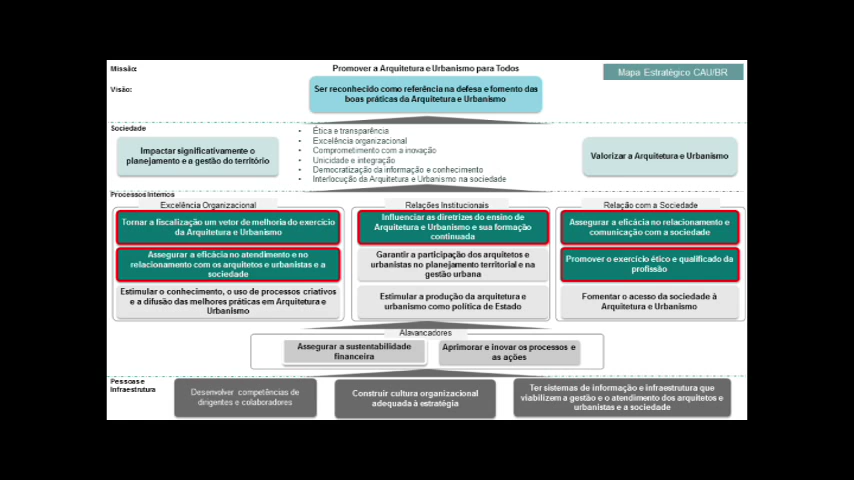 Missão:
Promover a Arquitetura e Urbanismo para Todos
Mapa Estratégico CAU/BR
Visão:
Ser reconhecido como referência na defesa e fomento das
boas práticas da Arquitetura e Urbanismo
Sociedade
Impactar significativamente o
planejamento e a gestão do território
• Ética e transparência
• Excelência organizacional
• Comprometimento com a inovação
• Unicidade e integração
• Democratização da informação e conhecimento
• Interlocução da Arquitetura e Urbanismo na sociedade
Valorizar a Arquitetura e Urbanismo
Processos Internos
Excelência Organizacional
Tornar a fiscalização um vetor de melhoria do exercício
da Arquitetura e Urbanismo
Assegurar a eficácia no atendimento e no
relacionamento com os arquitetos e urbanistas e a
sociedade
Estimular o conhecimento, o uso de processos criativos
e a difusão das melhores práticas em Arquitetura e
Urbanismo
Relações Institucionais
Influenciar as diretrizes do ensino de
Arquitetura e Urbanismo e sua formação
continuada
Garantir a participação dos arquitetos e
urbanistas no planejamento territorial e na
gestão urbana
Estimular a produção da arquitetura e
urbanismo como política de Estado
Relação com a Sociedade
Assegurar a eficácia no relacionamento e
comunicação com a sociedade
Promover o exercício ético e qualificado da
profissão
Fomentar o acesso da sociedade à
Arquitetura e Urbanismo
Alavancadores
Assegurar a sustentabilidade
financeira
Aprimorar e inovar os processos e
as ações
Pessoas e
Infraestrutura
Desenvolver competências de
dirigentes e colaboradores
Construir cultura organizacional
adequada à estratégia
Ter sistemas de informação e infraestrutura que
viabilizem a gestão e o atendimento dos arquitetos e
urbanistas e a sociedade